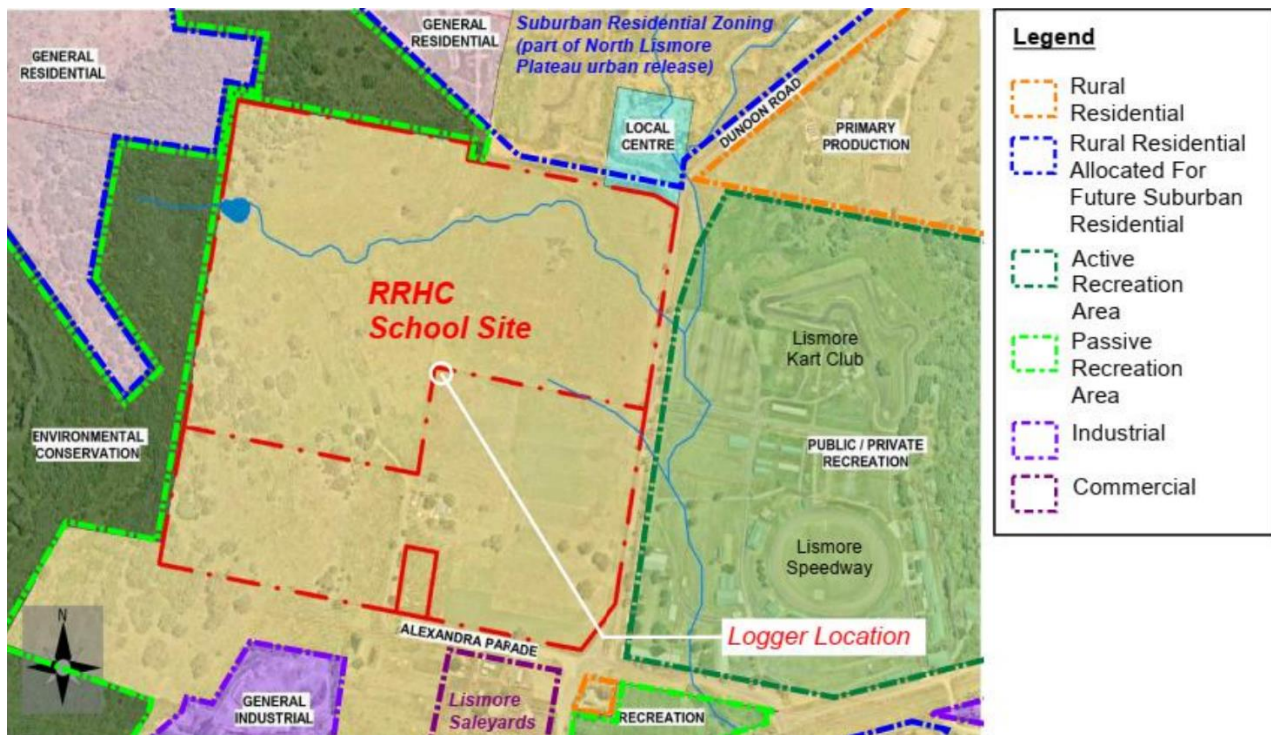 GENERAL
RESIDENTIAL
GENERAL
RESIDENTIAL
Suburban Residential Zoning
(part of North Lismore
Plateau urban release)
DUNOON ROAD
LOCAL
CENTRE
PRIMARY
PRODUCTION
RRHC
School Site
Lismore
Kart Club
ENVIRONMENTAL
CONSERVATION
PUBLIC / PRIVATE
RECREATION
Lismore
Speedway
ALEXANDRA PARADE
Logger Location
N
GENERAL
INDUSTRIAL
Lismore
Saleyards
RECREATION
Legend
Rural
Residential
Rural Residential
Allocated For
Future Suburban
Residential
Active
Recreation
Area
Passive
Recreation
Area
Industrial
Commercial